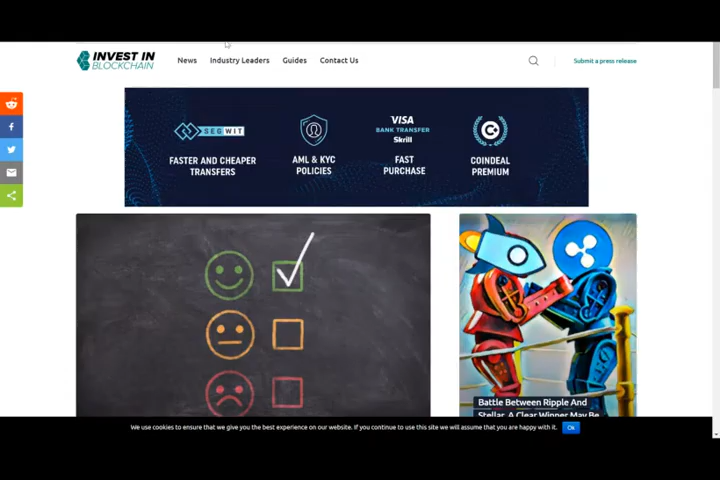 INVEST IN
BLOCKCHAIN
News Industry Leaders Guides Contact Us
Submit a press release
SEGWIT
FASTER AND CHEAPER
TRANSFERS
AML & KYC
POLICIES
VISA
BANK TRANSFER
Skrill
FAST
PURCHASE
COINDEAL
PREMIUM
Battle Between Ripple And
Stellar, A Clear Winner May Be
We use cookies to ensure that we give you the best experience on our website. If you continue to use this site we will assume that you are happy with it.
Ok